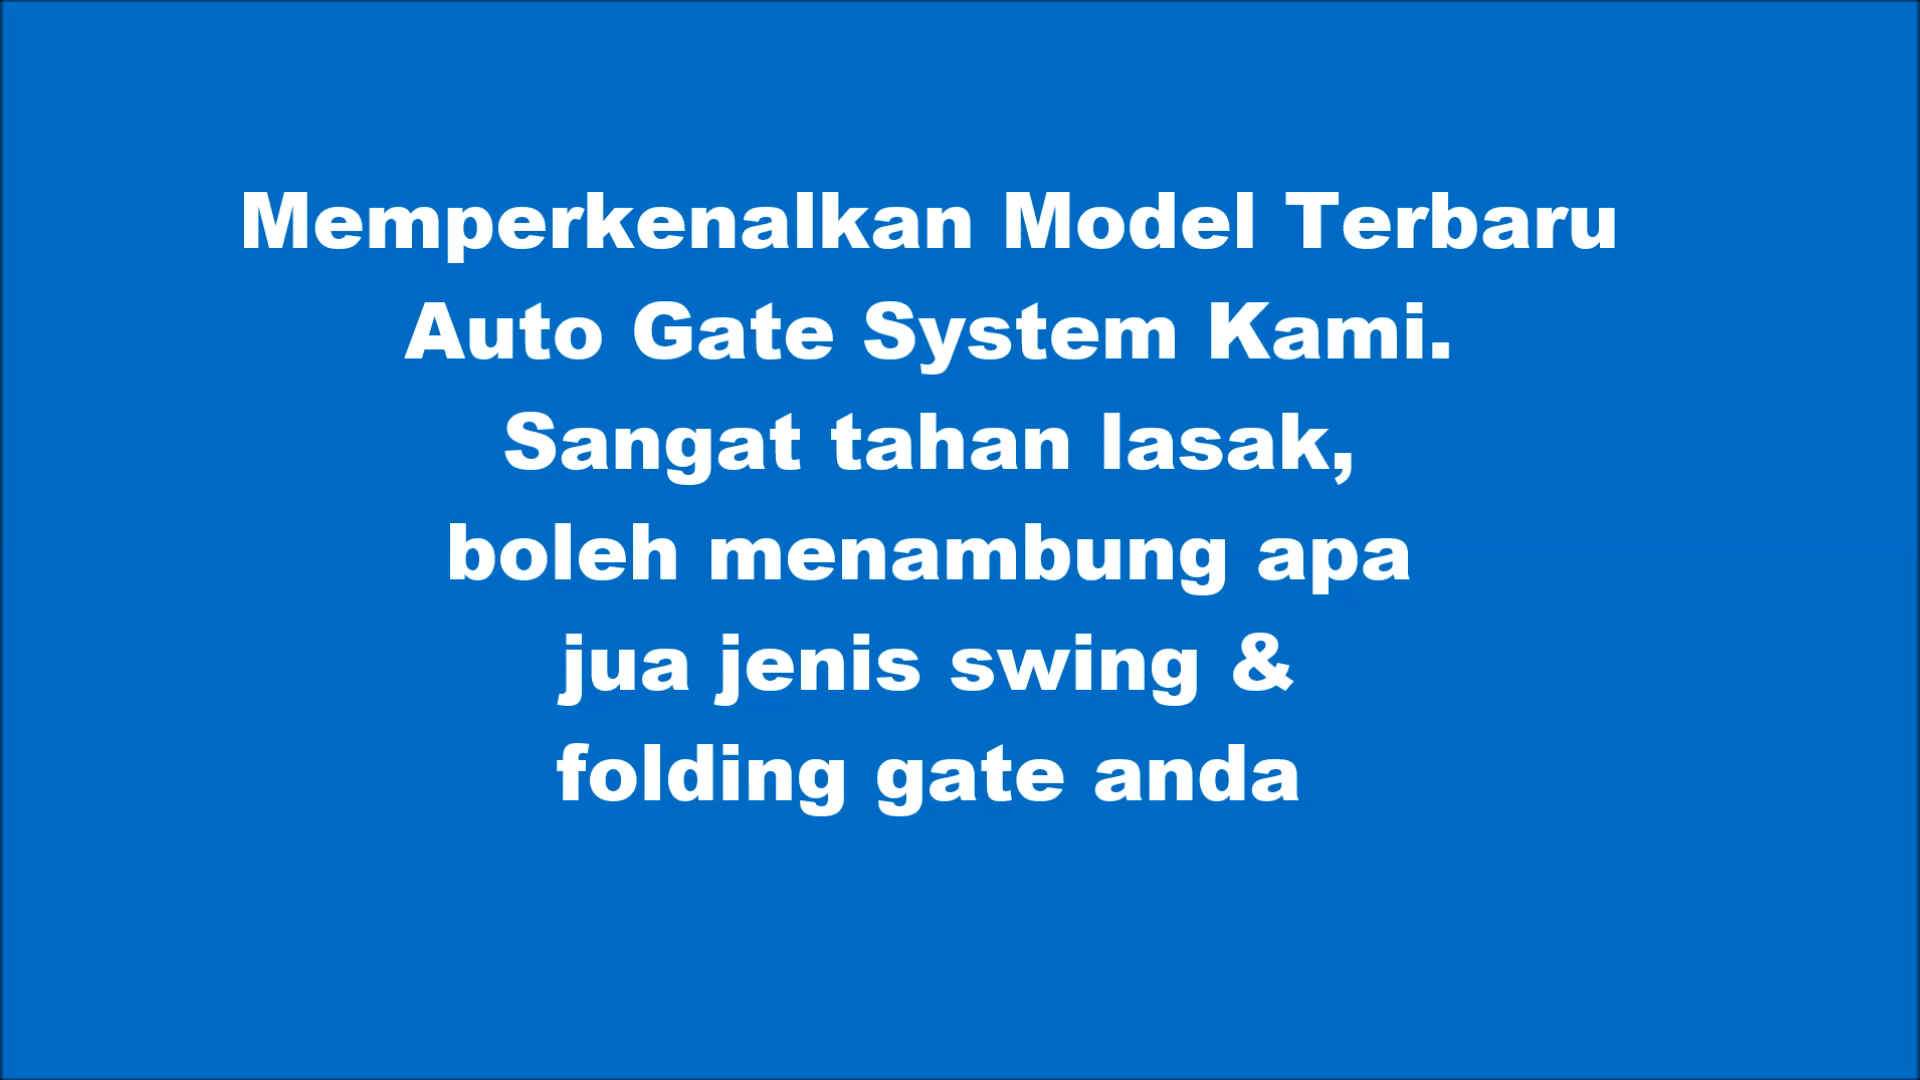 Memperkenalkan Model Terbaru
Auto Gate System Kami.
Sangat tahan lasak,
boleh menambung apa
jua jenis swing &
folding gate anda